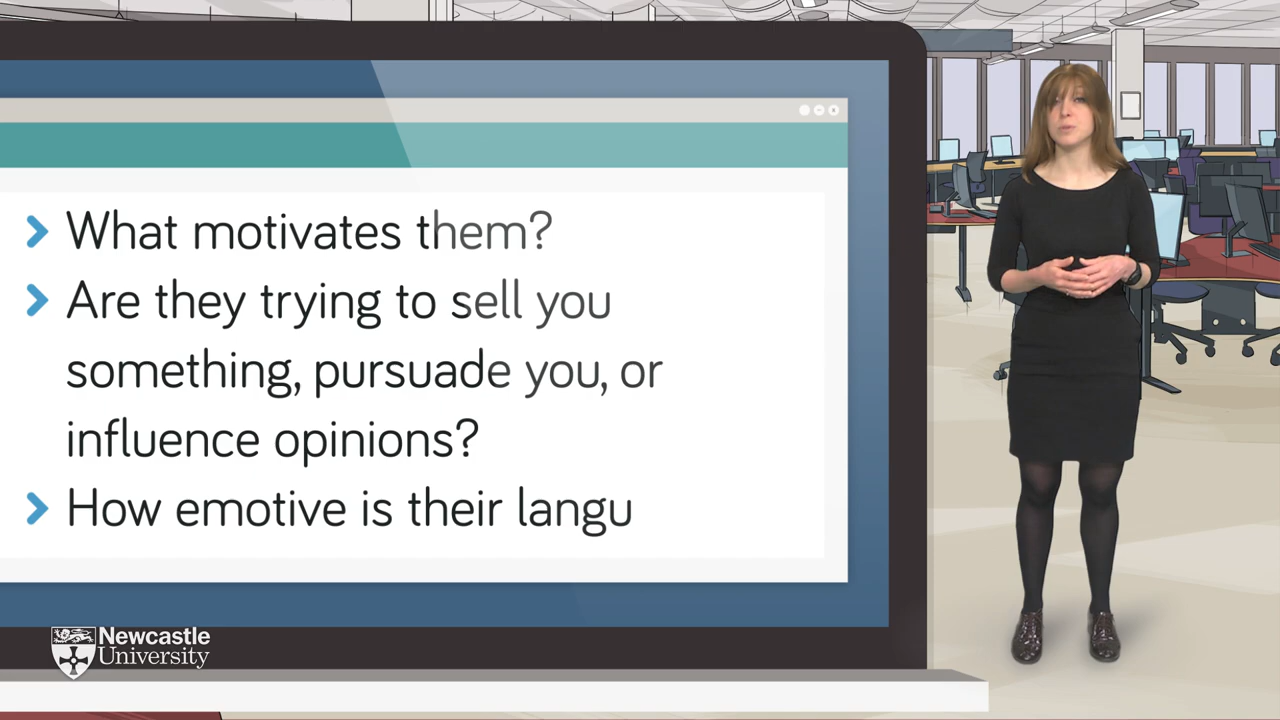 What motivates them?
Are they trying to sell you
something, pursuade you, or
influence opinions?
How emotive is their langu
Newcastle
University